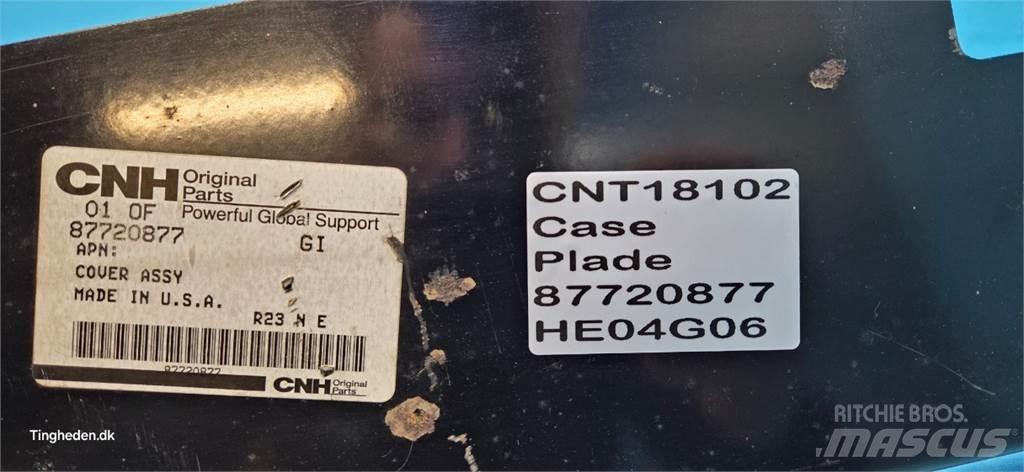 CNH Original Parts
Powerful Global Support
01 OF
87720877 GI
APN:
COVER ASSY
MADE IN U.S.A.
R23 N E
87720877
CNH Original Parts
CNT18102
Case
Plade
87720877
HE04G06
Tingheden.dk
RITCHIE BROS.
MASCUS